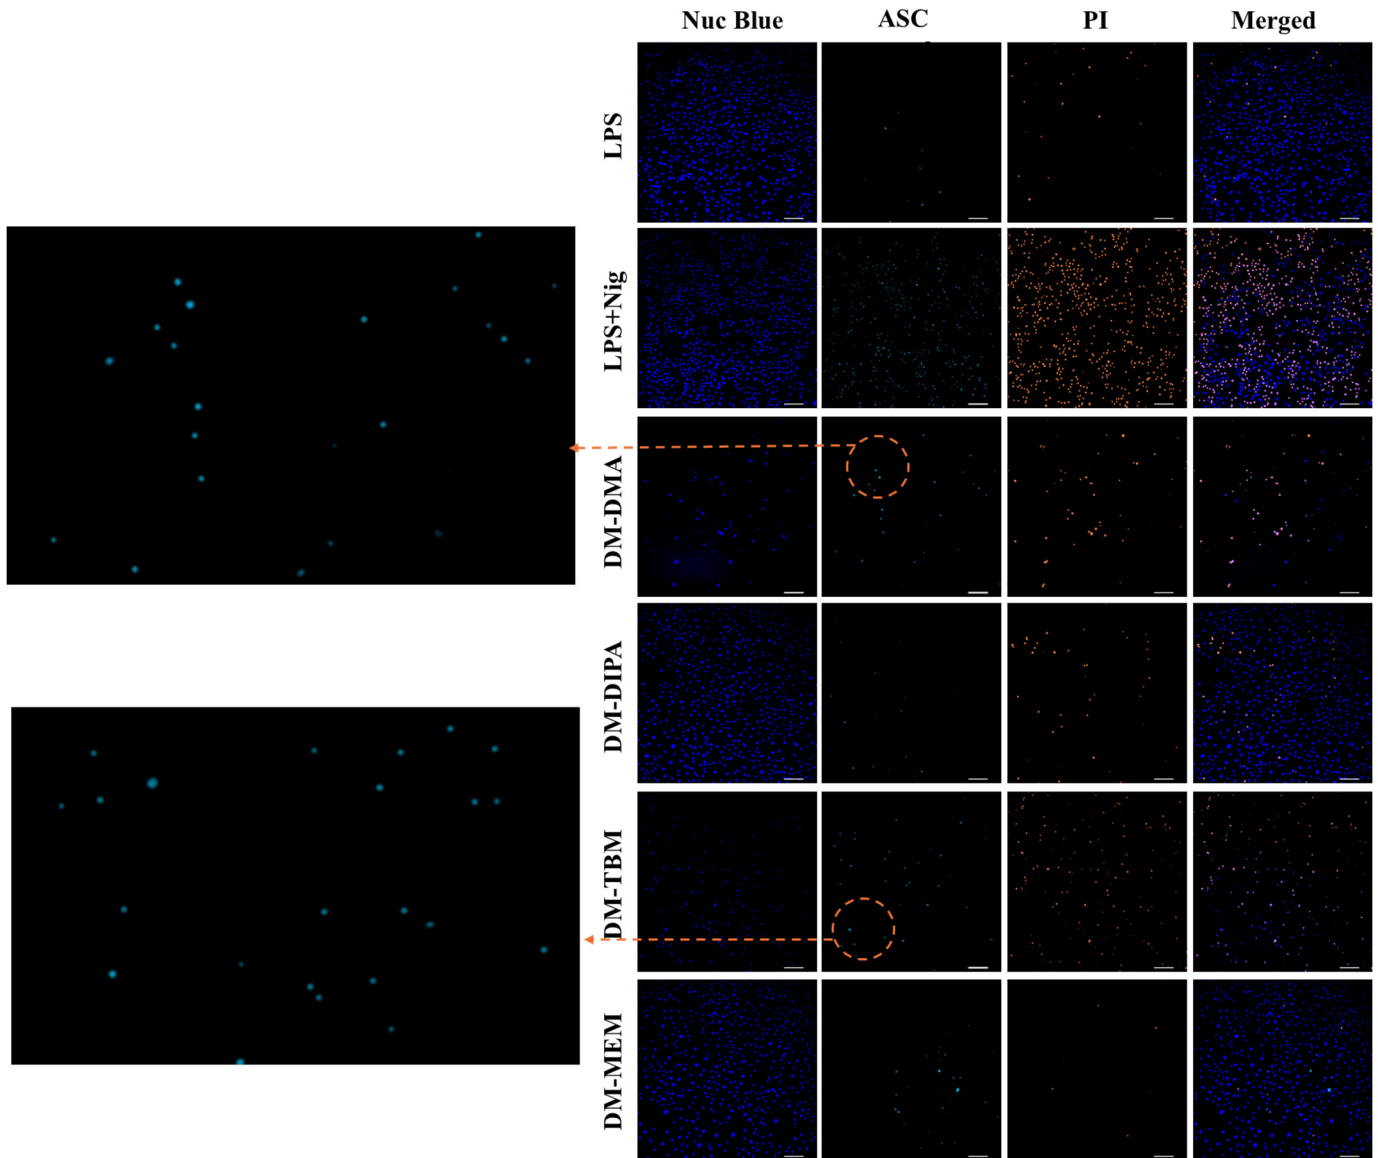 Nuc Blue ASC PI Merged
LPS
LPS+Nig
DM-DMA
DM-DIPA
DM-TBM
DM-MEM